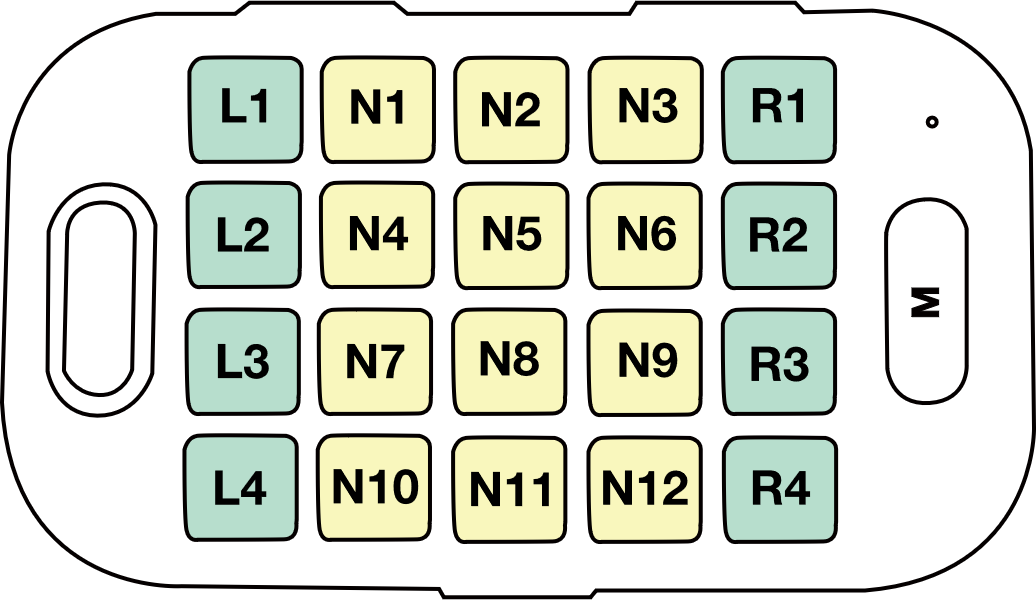 L1 N1 N2 N3 R1
L2 N4 N5 N6 R2
M
L3 N7 N8 N9 R3
L4 N10 N11 N12 R4